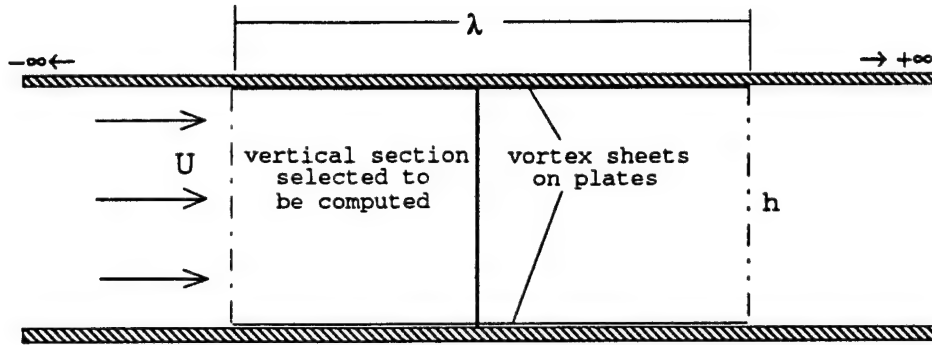 λ
−∞← → +∞
U
vertical section
selected to
be computed
vortex sheets
on plates
h